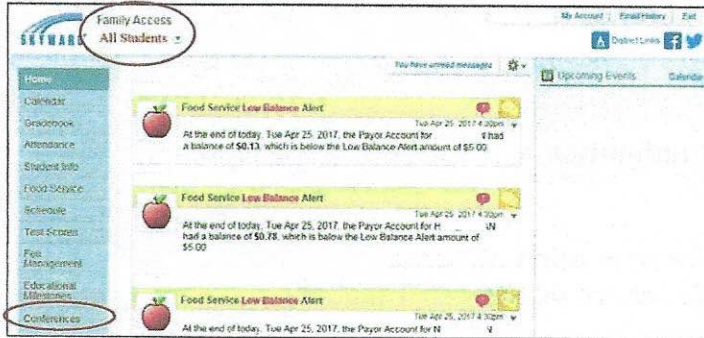 Family Access
All Students
SKYWARD
My Account Email History Exit
District Links
You have unread messages
Upcoming Events Calendar
Home
Calendar
Gradebook
Attendance
Student Info
Food Service
Schedule
Test Scores
Fee
Management
Educational
Milestones
Conferences
Food Service Low Balance Alert
Tue Apr 25, 2017 4:30pm
At the end of today, Tue Apr 25, 2017, the Payor Account for had
a balance of $0.13, which is below the Low Balance Alert amount of $5.00
Food Service Low Balance Alert
Tue Apr 25, 2017 4:30pm
At the end of today, Tue Apr 25, 2017, the Payor Account for H N
had a balance of $0.78, which is below the Low Balance Alert amount of
$5.00
Food Service Low Balance Alert
Tue Apr 25, 2017 4:30pm
At the end of today, Tue Apr 25, 2017, the Payor Account for N